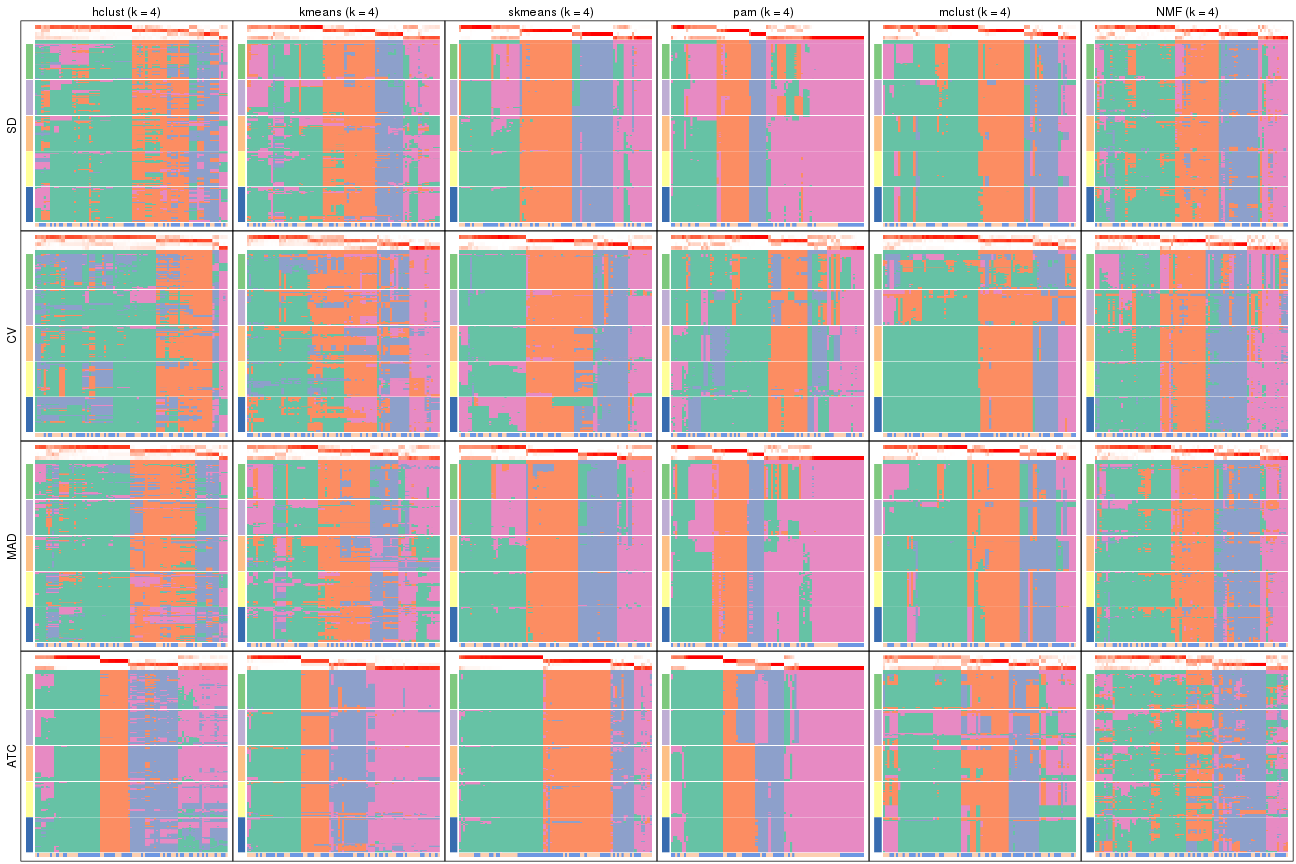 hclust (k = 4)
kmeans (k = 4)
skmeans (k = 4)
pam (k = 4)
mclust (k = 4)
NMF (k = 4)
SD
CV
MAD
ATC